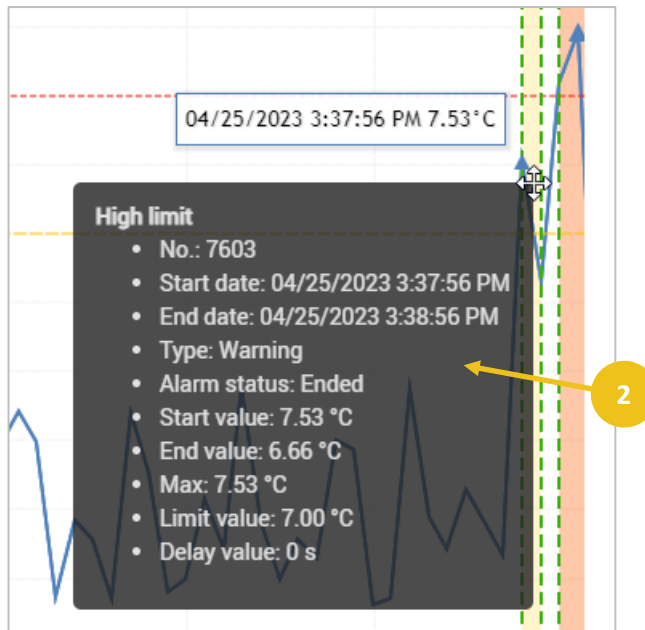 04/25/2023 3:37:56 PM 7.53°C
High limit
• No.: 7603
• Start date: 04/25/2023 3:37:56 PM
• End date: 04/25/2023 3:38:56 PM
• Type: Warning
• Alarm status: Ended
• Start value: 7.53 °C
• End value: 6.66 °C
• Max: 7.53 °C
• Limit value: 7.00 °C
• Delay value: 0 s
2